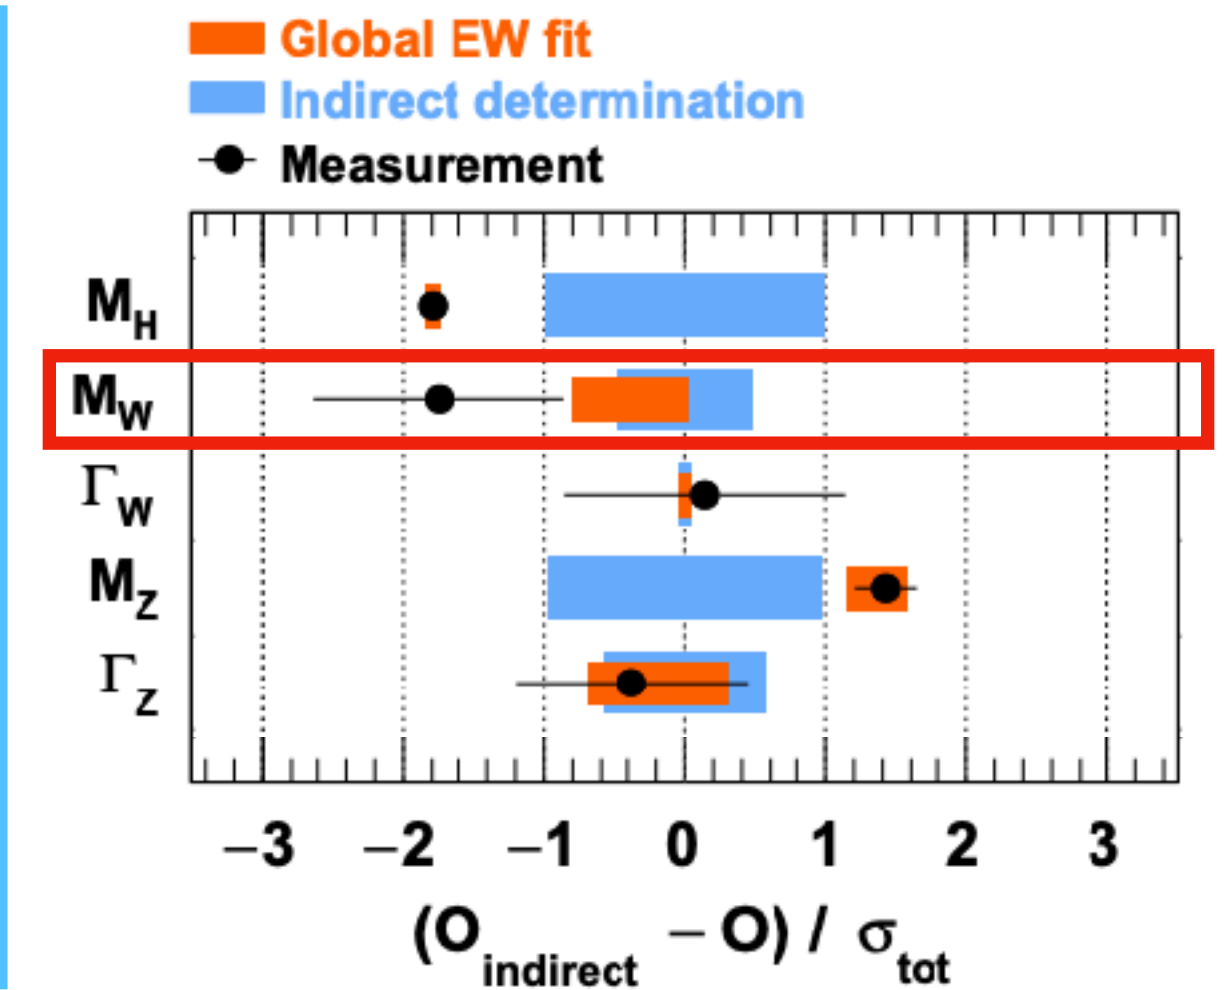 Global EW fit
Indirect determination
Measurement
M_H
M_W
Γ_W
M_Z
Γ_Z
−3 −2 −1 0 1 2 3
(O_indirect − O) / σ_tot